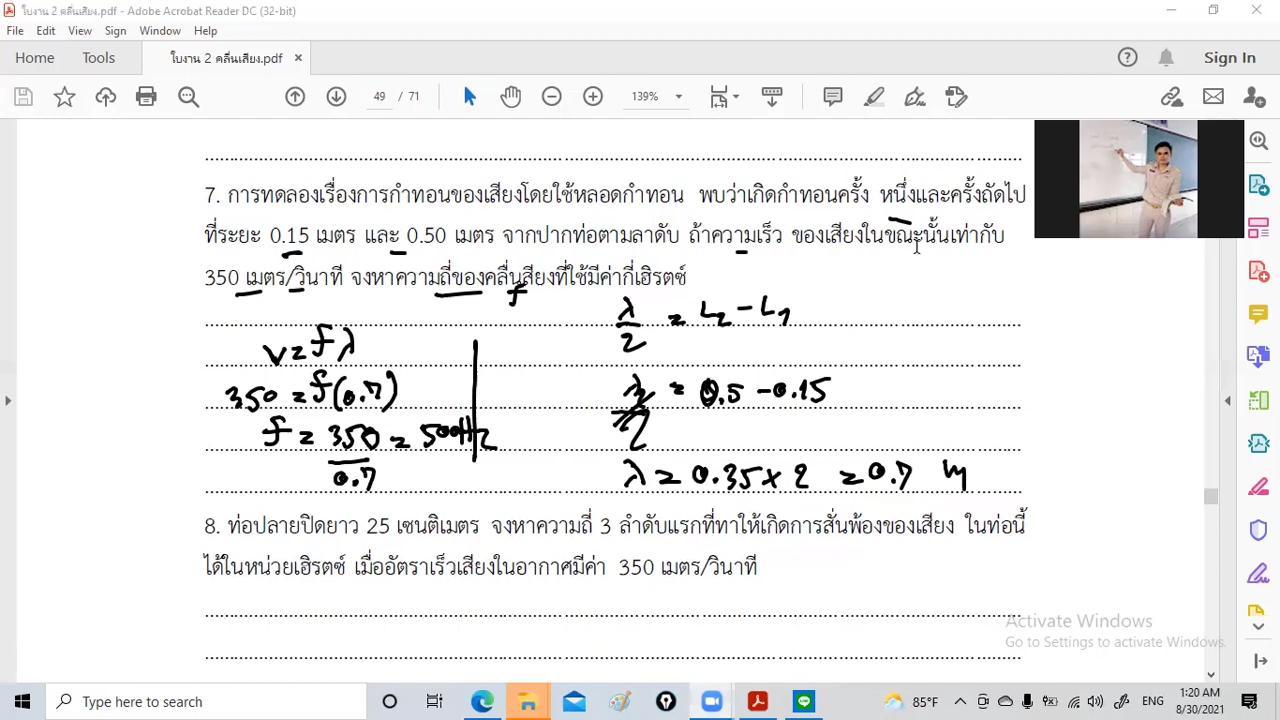 ใบงาน 2 คลื่นเสียง.pdf - Adobe Acrobat Reader DC (32-bit)
File Edit View Sign Window Help
Home Tools ใบงาน 2 คลื่นเสียง.pdf × Sign In
49 / 71 139%
7. การทดลองเรื่องการกำทอนของเสียงโดยใช้หลอดกำทอน พบว่าเกิดกำทอนครั้ง หนึ่งและครั้งถัดไป
ที่ระยะ 0.15 เมตร และ 0.50 เมตร จากปากท่อตามลาดับ ถ้าความเร็ว ของเสียงในขณะนั้นเท่ากับ
350 เมตร/วินาที จงหาความถี่ของคลื่นสียงที่ใช้มีค่ากี่เฮิรตซ์
f
λ/2 = L2 - L1
v = fλ
350 = f(0.7)
λ/2 = 0.5 - 0.15
f = 350/0.7 = 500Hz
λ = 0.35 x 2 = 0.7 m
8. ท่อปลายปิดยาว 25 เซนติเมตร จงหาความถี่ 3 ลำดับแรกที่ทาให้เกิดการสั่นพ้องของเสียง ในท่อนี้
ได้ในหน่วยเฮิรตซ์ เมื่ออัตราเร็วเสียงในอากาศมีค่า 350 เมตร/วินาที
Activate Windows
Go to Settings to activate Windows.
Type here to search
85°F
ENG
1:20 AM
8/30/2021